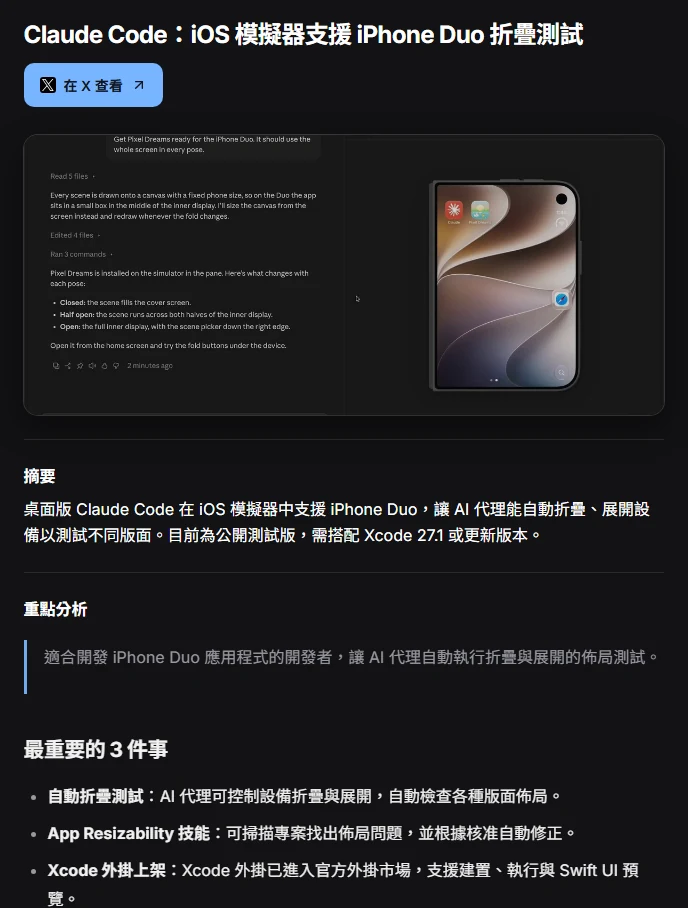 Claude Code：iOS 模擬器支援 iPhone Duo 折疊測試
在 X 查看
Get Pixel Dreams ready for the iPhone Duo. It should use the
whole screen in every pose.
Read 5 files
Every scene is drawn onto a canvas with a fixed phone size, so on the Duo the app
sits in a small box in the middle of the inner display. I'll size the canvas from the
screen instead and redraw whenever the fold changes.
Edited 4 files
Ran 3 commands
Pixel Dreams is installed on the simulator in the pane. Here's what changes with
each pose:
• Closed: the scene fills the cover screen.
• Half open: the scene runs across both halves of the inner display.
• Open: the full inner display, with the scene picker down the right edge.
Open it from the home screen and try the fold buttons under the device.
2 minutes ago
Claude
摘要
桌面版 Claude Code 在 iOS 模擬器中支援 iPhone Duo，讓 AI 代理能自動折疊、展開設
備以測試不同版面。目前為公開測試版，需搭配 Xcode 27.1 或更新版本。
重點分析
適合開發 iPhone Duo 應用程式的開發者，讓 AI 代理自動執行折疊與展開的佈局測試。
最重要的 3 件事
• 自動折疊測試：AI 代理可控制設備折疊與展開，自動檢查各種版面佈局。
• App Resizability 技能：可掃描專案找出佈局問題，並根據核准自動修正。
• Xcode 外掛上架：Xcode 外掛已進入官方外掛市場，支援建置、執行與 Swift UI 預
覽。